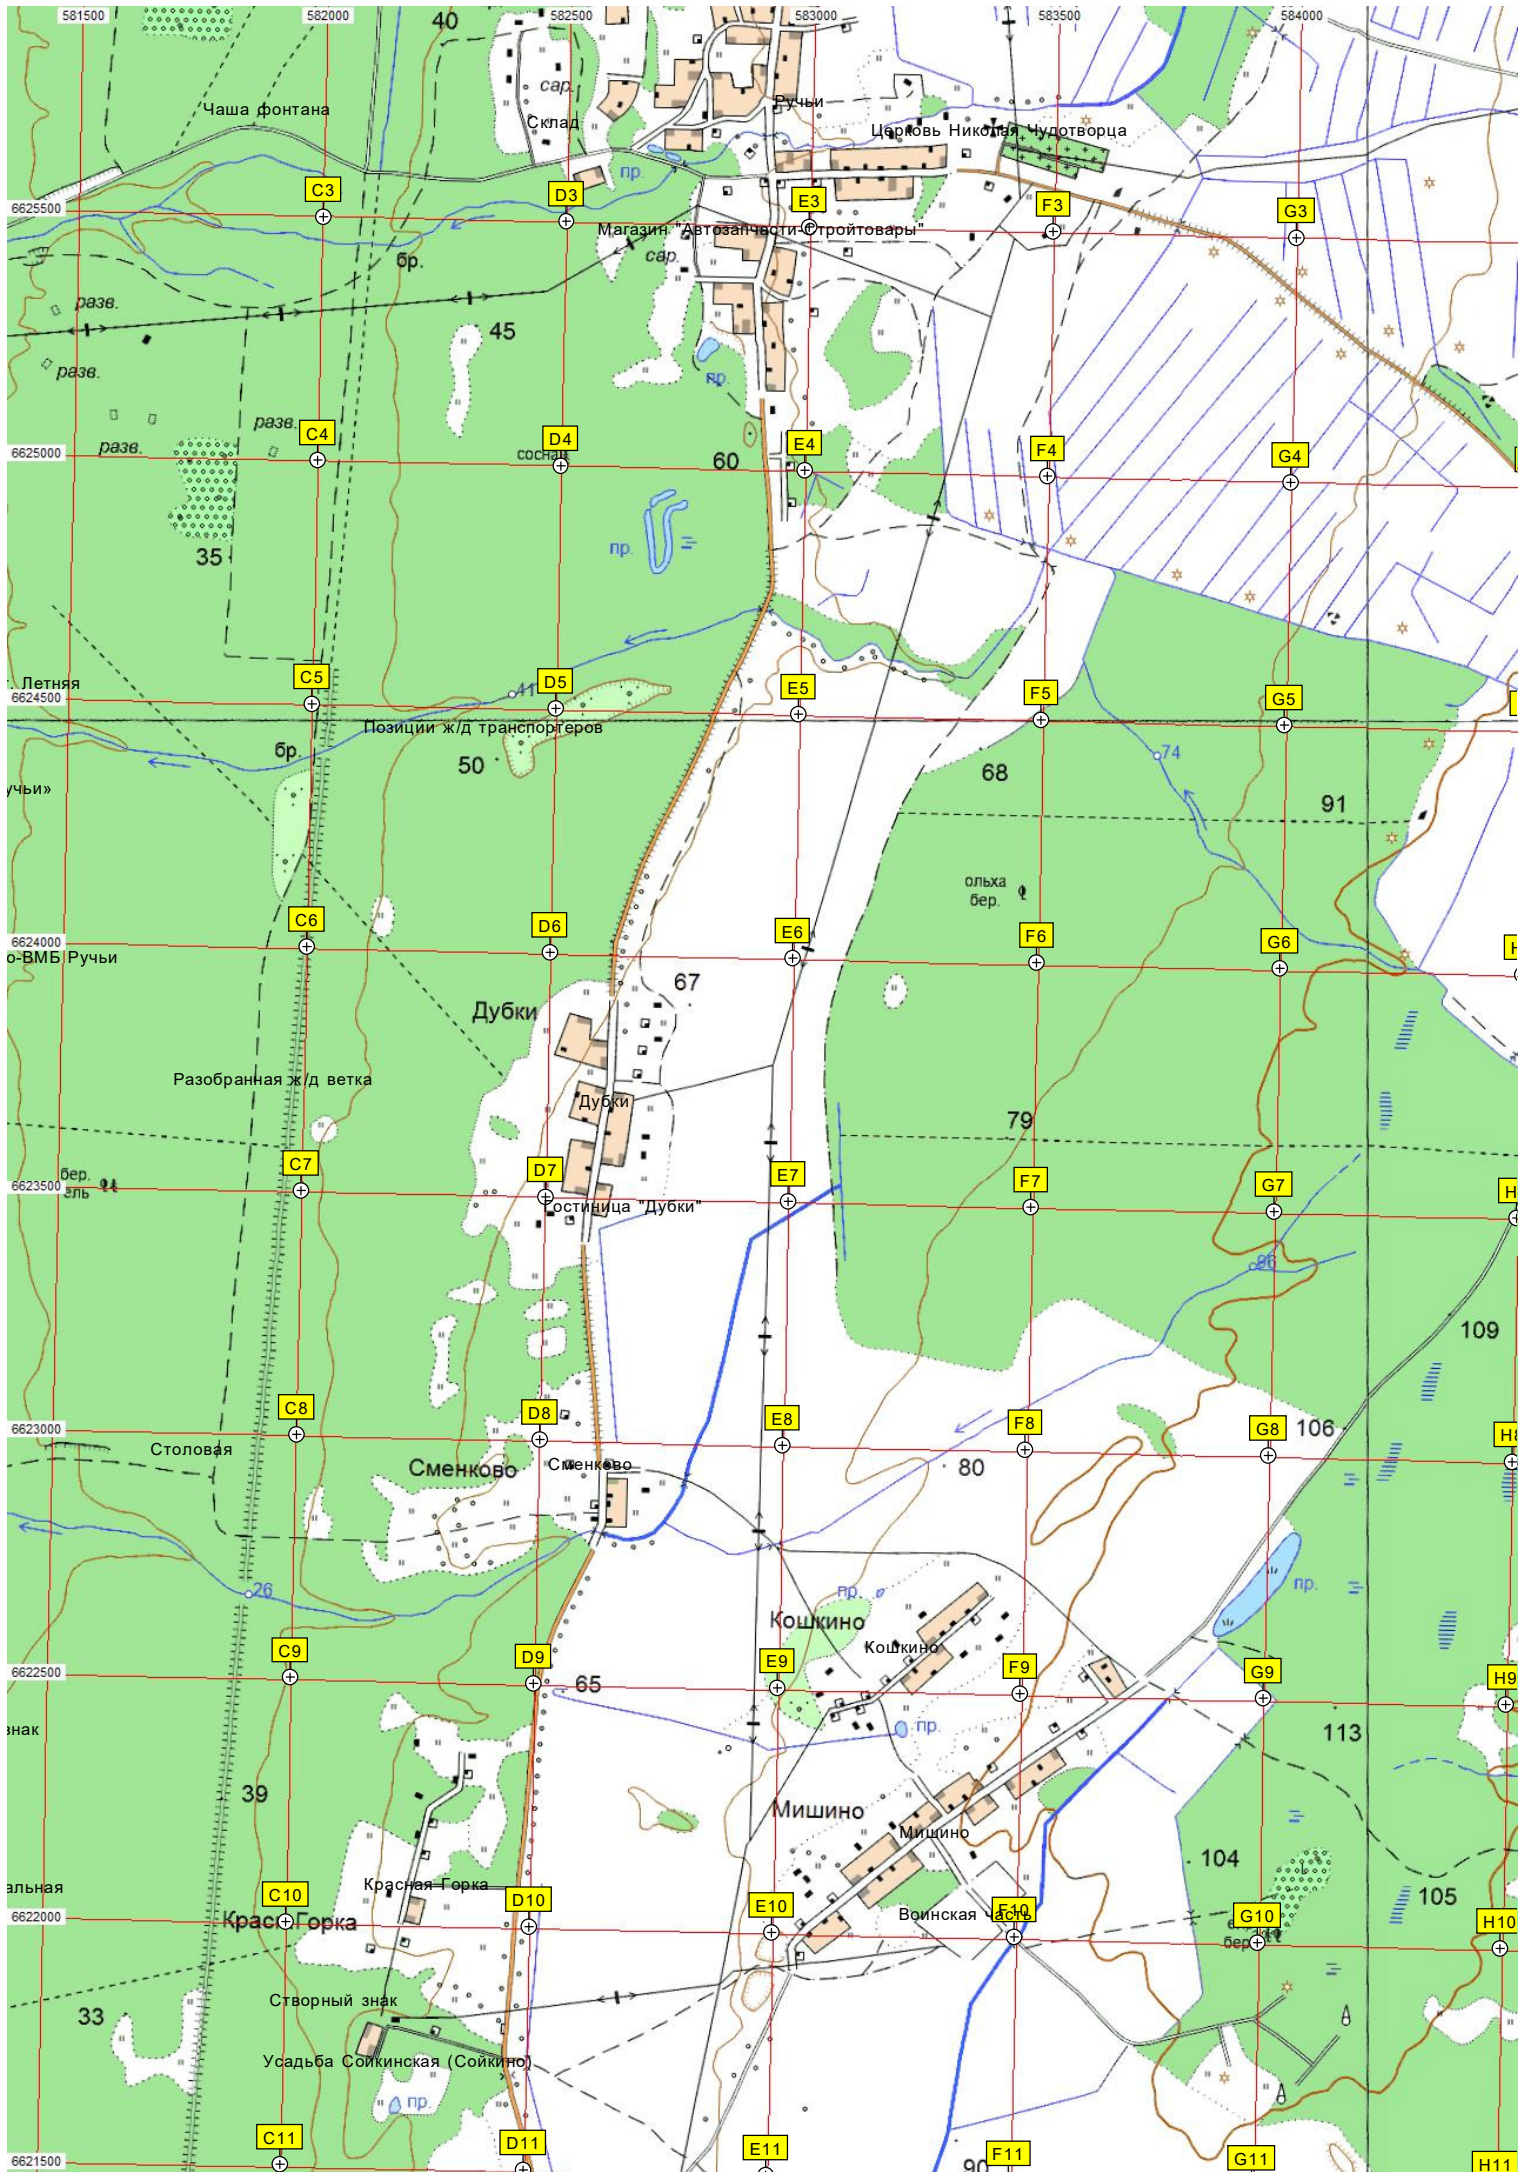 581500 582000 582500 583000 583500 584000
40
сар.
Чаша фонтана
Склад
Ручьи
Церковь Николая Чудотворца
пр.
C3 D3 E3 F3 G3
6625500
Магазин "Автозапчасти-Стройтовары"
бр.
сар.
разв.
45
разв.
пр.
разв.
разв.
C4 D4 E4 F4 G4
6625000
60
35
пр.
C5 D5 E5 F5 G5
Летняя
41
6624500
Позиции ж/д транспортеров
бр.
50
68
74
учьи»
91
ольха
бер.
C6 D6 E6 F6 G6
6624000
о-ВМБ Ручьи
67
Дубки
Разобранная ж/д ветка
Дубки
79
C7 D7 E7 F7 G7
бер.
ель
6623500
Гостиница "Дубки"
96
109
C8 D8 E8 F8 G8 H8
6623000
106
Столовая
Сменково
Сменково
80
26
пр.
пр.
Кошкино
Кошкино
C9 D9 E9 F9 G9 H9
6622500
65
знак
пр.
113
39
Мишино
Мишино
104
альная
Красная Горка
105
C10 D10 E10 F10 G10 H10
6622000
Горка
Воинская часть
бер.
Створный знак
33
Усадьба Сойкинская (Сойкино)
пр.
C11 D11 E11 F11 G11 H11
6621500
90